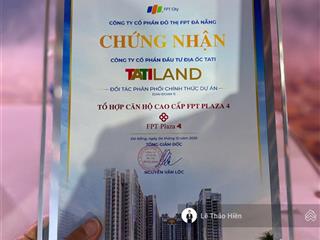 FPT City
CÔNG TY CỔ PHẦN ĐÔ THỊ FPT ĐÀ NẴNG
CHỨNG NHẬN
CÔNG TY CỔ PHẦN ĐẦU TƯ ĐỊA ỐC TATI
TATILAND
ĐỐI TÁC PHÂN PHỐI CHÍNH THỨC DỰ ÁN
TỔ HỢP CĂN HỘ CAO CẤP FPT PLAZA 4
FPT Plaza 4
TỔNG GIÁM ĐỐC
NGUYỄN VĂN LỘC
Lê Thảo Hiền